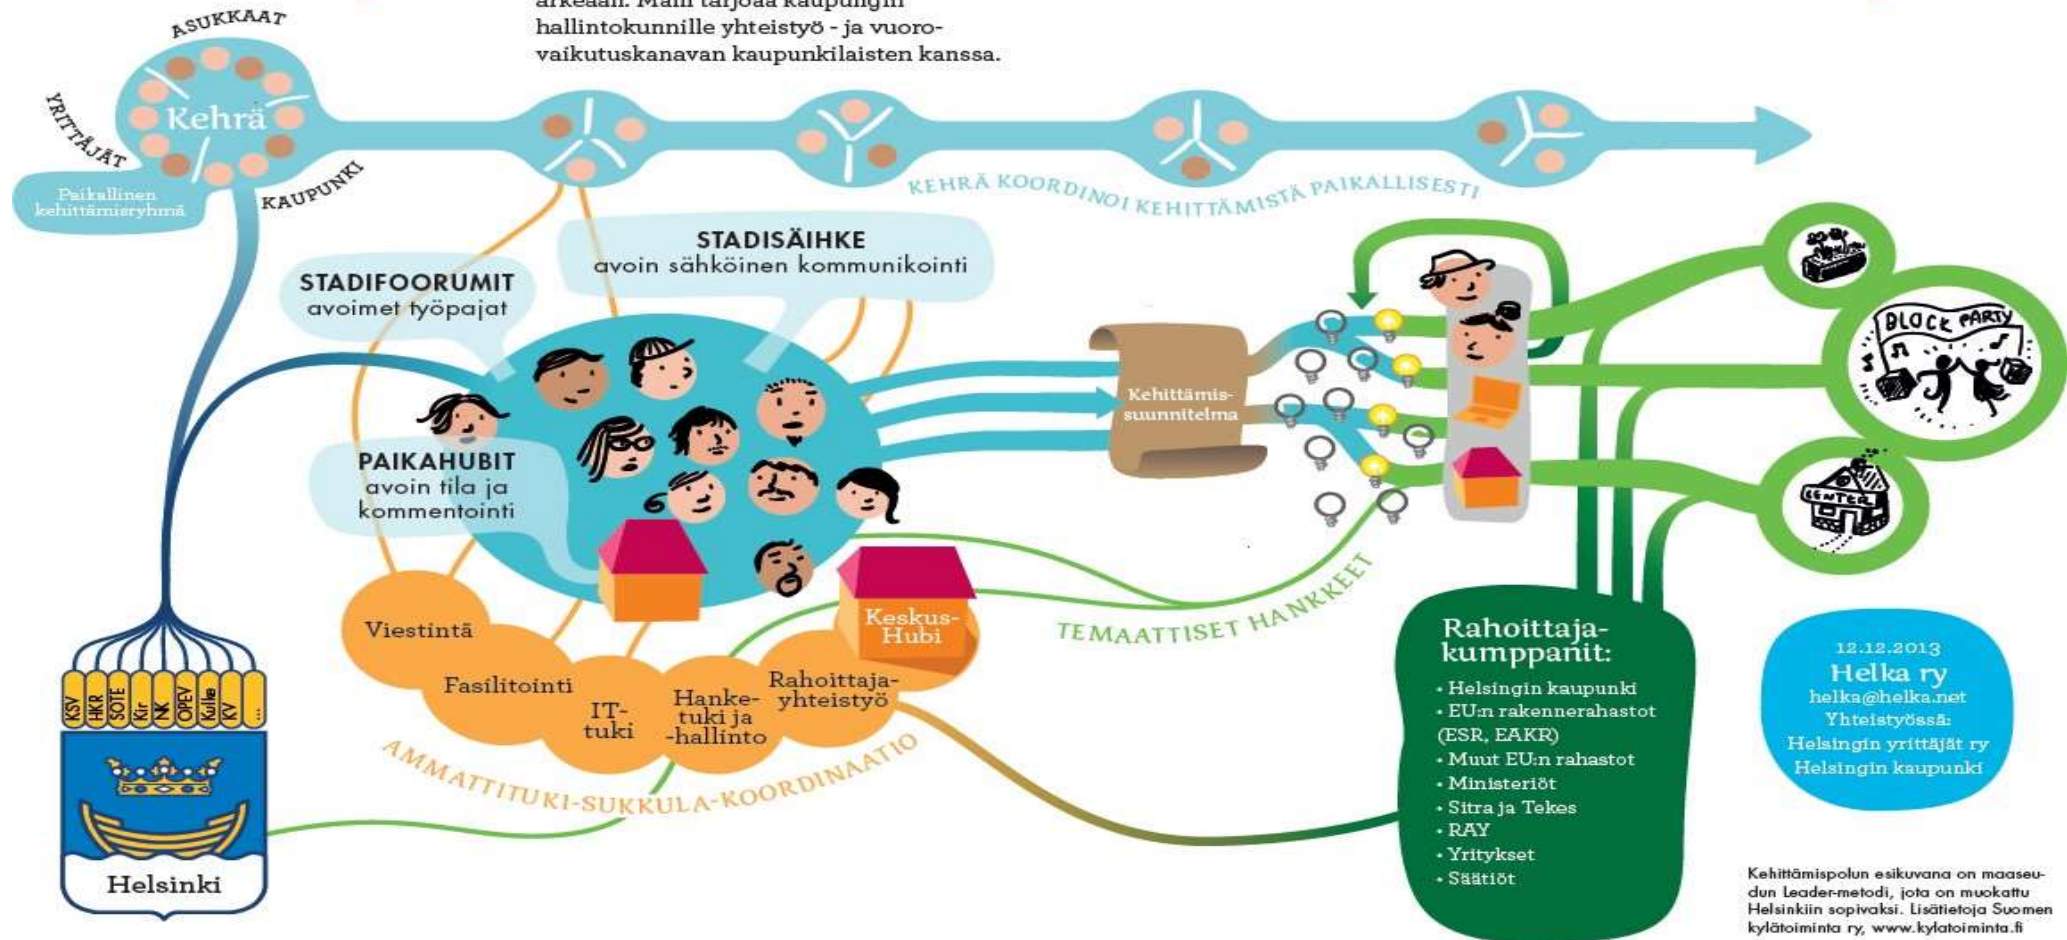 arkeaan. Malli tarjoaa kaupungin
hallintokunnille yhteistyö - ja vuoro-
vaikutuskanavan kaupunkilaisten kanssa.
ASUKKAAT
YRITTÄJÄT
KAUPUNKI
Kehrä
Paikallinen
kehittämisryhmä
KEHRÄ KOORDINOI KEHITTÄMISTÄ PAIKALLISESTI
STADIFOORUMIT
avoimet työpajat
STADISÄIHKE
avoin sähköinen kommunikointi
PAIKAHUBIT
avoin tila ja
kommentointi
Kehittämis-
suunnitelma
BLOCK PARTY
CENTER
Viestintä
Fasilitointi
IT-
tuki
Hanke-
tuki ja
-hallinto
Rahoittaja-
yhteistyö
Keskus-
Hubi
AMMATTITUKI-SUKKULA-KOORDINAATIO
TEMAATTISET HANKKEET
KSV
HKR
SOTE
Kir
NK
OPEV
Kulke
KV
...
Helsinki
Rahoittaja-
kumppanit:
• Helsingin kaupunki
• EU:n rakennerahastot
(ESR, EAKR)
• Muut EU:n rahastot
• Ministeriöt
• Sitra ja Tekes
• RAY
• Yritykset
• Säätiöt
12.12.2013
Helka ry
helka@helka.net
Yhteistyössä:
Helsingin yrittäjät ry
Helsingin kaupunki
Kehittämispolun esikuvana on maaseu-
dun Leader-metodi, jota on muokattu
Helsinkiin sopivaksi. Lisätietoja Suomen
kylätoiminta ry, www.kylatoiminta.fi